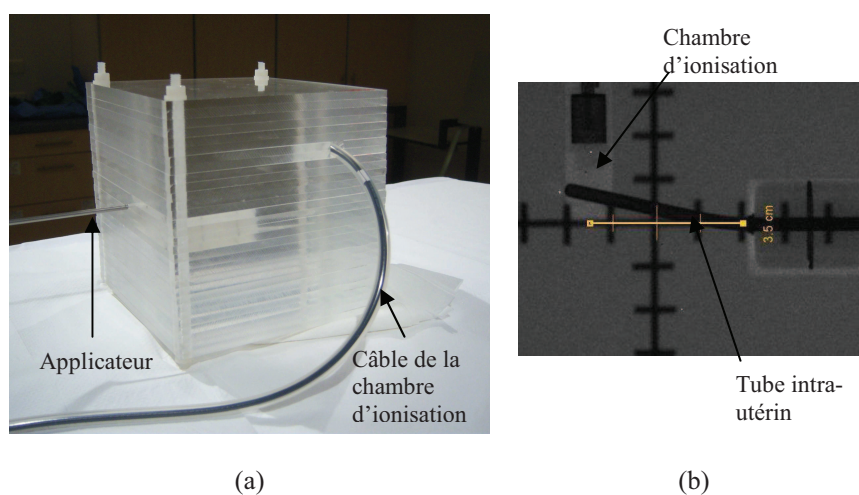 Chambre
d'ionisation
3.5 cm
Applicateur
Câble de la
chambre
d'ionisation
Tube intra-
utérin
(a)
(b)